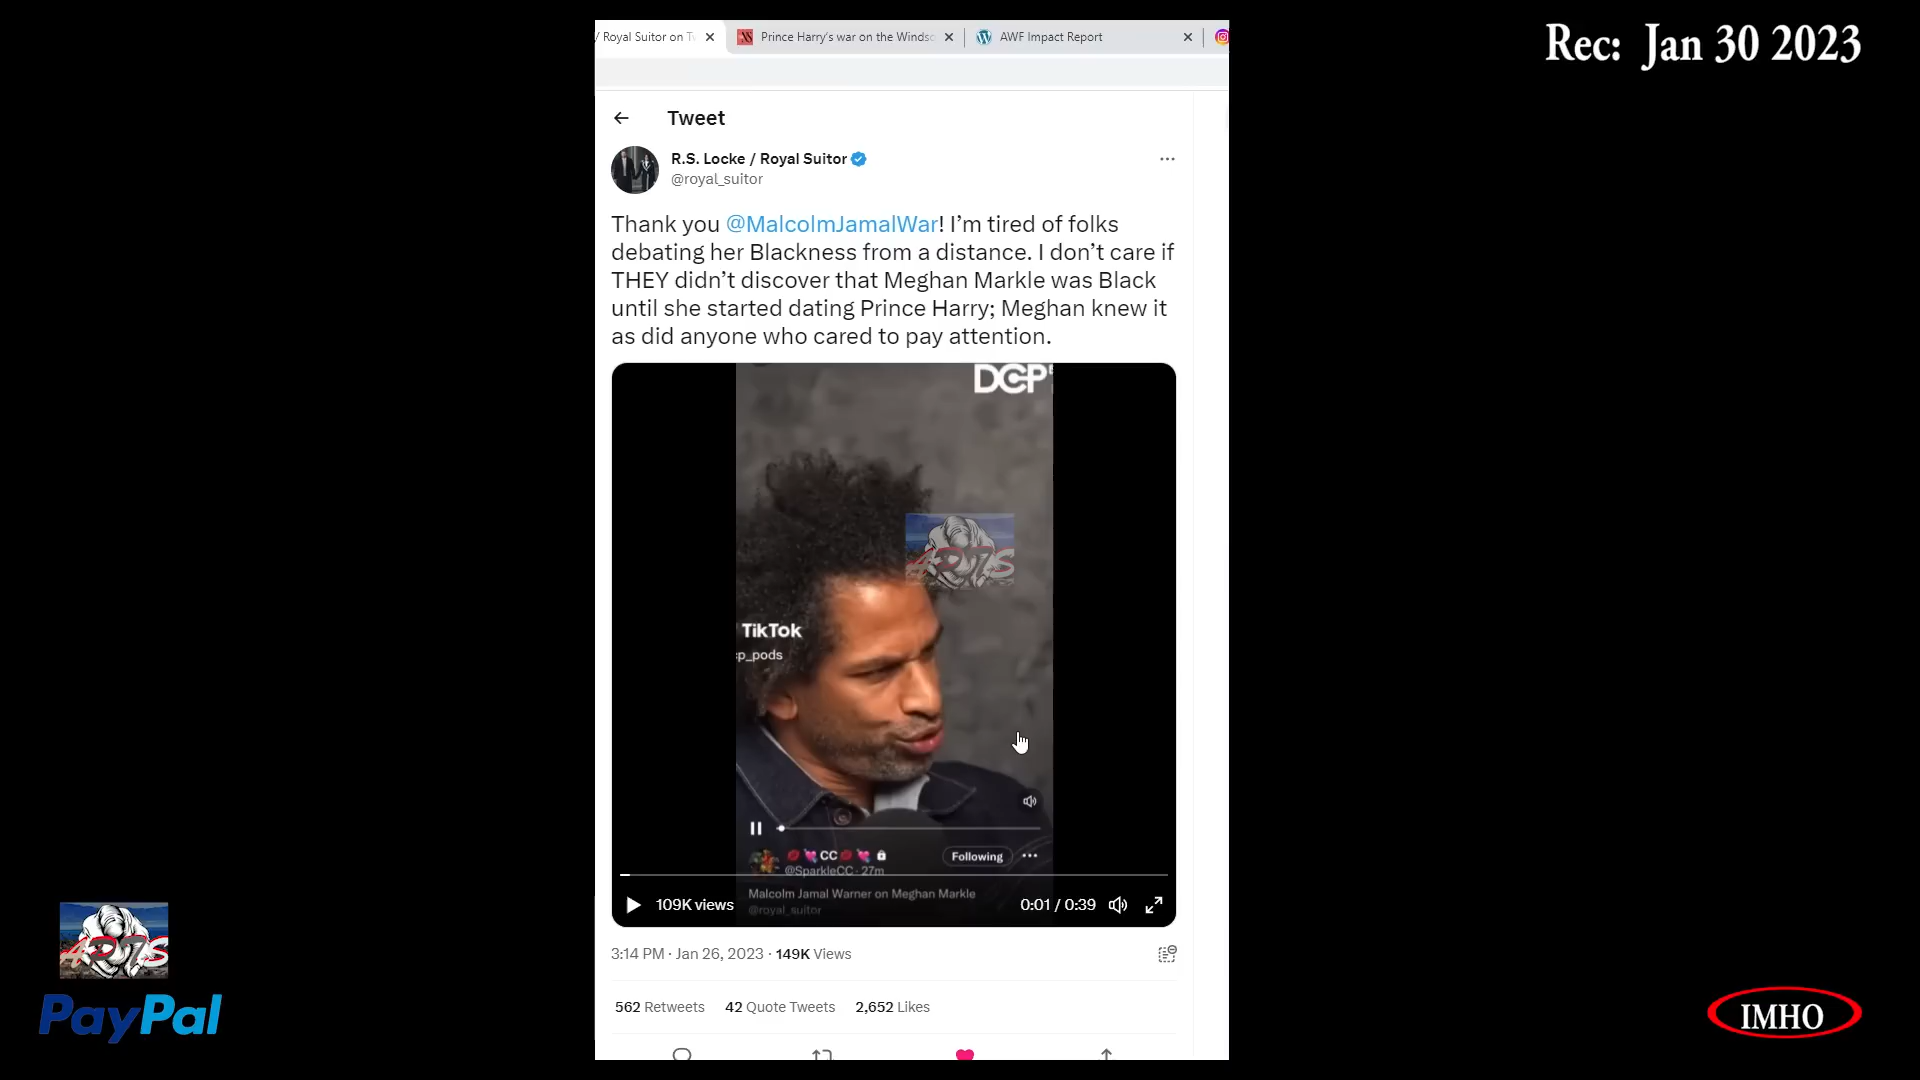 Rec: Jan 30 2023
/ Royal Suitor on Tw
Prince Harry's war on the Windso
AWF Impact Report
Tweet
R.S. Locke / Royal Suitor
@royal_suitor
Thank you @MalcolmJamalWar! I'm tired of folks
debating her Blackness from a distance. I don't care if
THEY didn't discover that Meghan Markle was Black
until she started dating Prince Harry; Meghan knew it
as did anyone who cared to pay attention.
DCP
TikTok
cp_pods
CC
Following
@SparkleCC · 27m
Malcolm Jamal Warner on Meghan Markle
@royal_suitor
109K views
0:01 / 0:39
3:14 PM · Jan 26, 2023 · 149K Views
562 Retweets 42 Quote Tweets 2,652 Likes
PayPal
IMHO